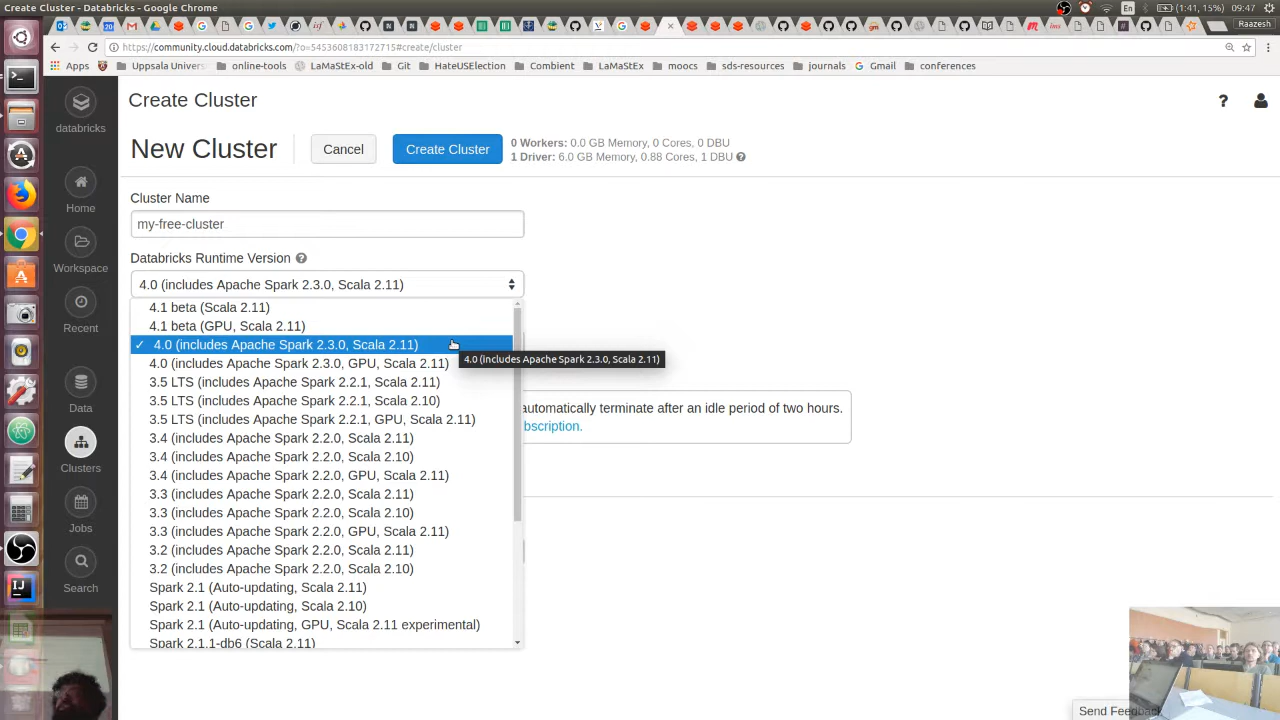 Create Cluster - Databricks - Google Chrome
En
(1:41, 15%)
09:47
Raazesh
https://community.cloud.databricks.com/?o=5453608183172715#create/cluster
Apps
Uppsala Univers
online-tools
LaMaStEx-old
Git
HateUSElection
Combient
LaMaStEx
moocs
sds-resources
journals
Gmail
conferences
databricks
Home
Workspace
Recent
Data
Clusters
Jobs
Search
Create Cluster
?
New Cluster
Cancel
Create Cluster
0 Workers: 0.0 GB Memory, 0 Cores, 0 DBU
1 Driver: 6.0 GB Memory, 0.88 Cores, 1 DBU ?
Cluster Name
my-free-cluster
Databricks Runtime Version ?
4.0 (includes Apache Spark 2.3.0, Scala 2.11)
4.1 beta (Scala 2.11)
4.1 beta (GPU, Scala 2.11)
✓ 4.0 (includes Apache Spark 2.3.0, Scala 2.11)
4.0 (includes Apache Spark 2.3.0, Scala 2.11)
4.0 (includes Apache Spark 2.3.0, GPU, Scala 2.11)
3.5 LTS (includes Apache Spark 2.2.1, Scala 2.11)
3.5 LTS (includes Apache Spark 2.2.1, Scala 2.10)
3.5 LTS (includes Apache Spark 2.2.1, GPU, Scala 2.11)
3.4 (includes Apache Spark 2.2.0, Scala 2.11)
3.4 (includes Apache Spark 2.2.0, Scala 2.10)
3.4 (includes Apache Spark 2.2.0, GPU, Scala 2.11)
3.3 (includes Apache Spark 2.2.0, Scala 2.11)
3.3 (includes Apache Spark 2.2.0, Scala 2.10)
3.3 (includes Apache Spark 2.2.0, GPU, Scala 2.11)
3.2 (includes Apache Spark 2.2.0, Scala 2.11)
3.2 (includes Apache Spark 2.2.0, Scala 2.10)
Spark 2.1 (Auto-updating, Scala 2.11)
Spark 2.1 (Auto-updating, Scala 2.10)
Spark 2.1 (Auto-updating, GPU, Scala 2.11 experimental)
Spark 2.1.1-db6 (Scala 2.11)
automatically terminate after an idle period of two hours.
bscription.
Send Feedback